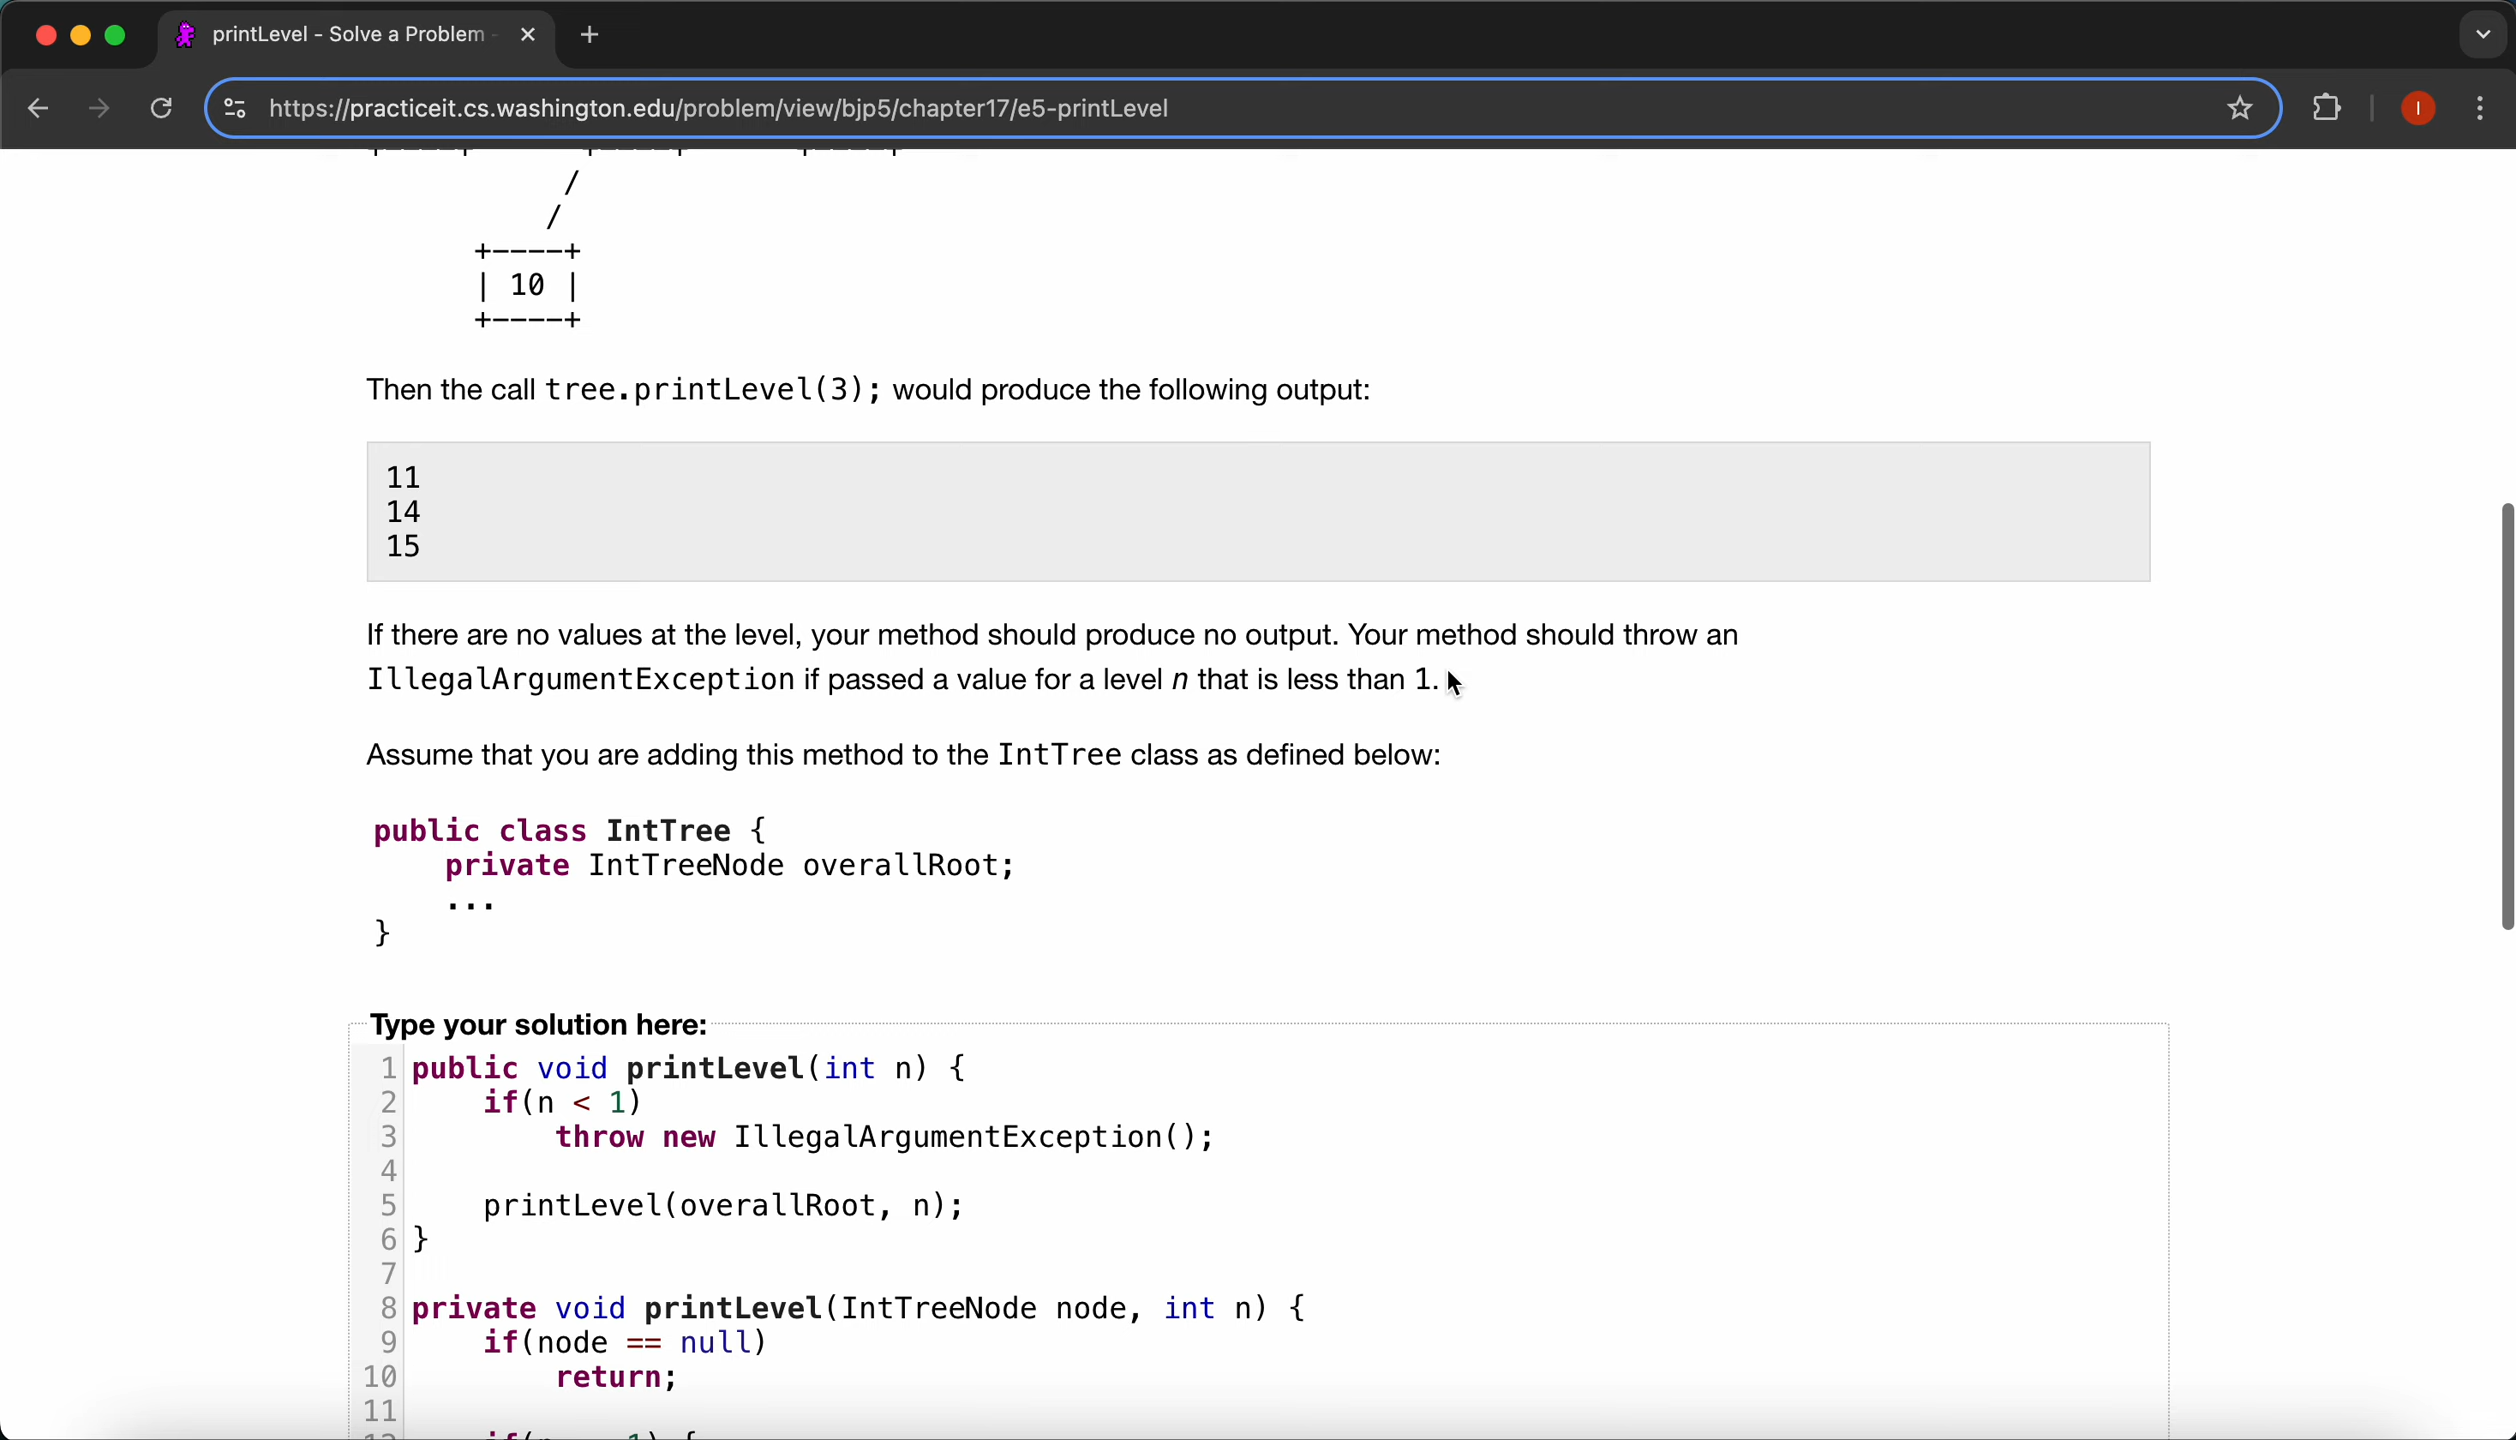 printLevel - Solve a Problem -
https://practiceit.cs.washington.edu/problem/view/bjp5/chapter17/e5-printLevel
I
/
/
+----+
| 10 |
+----+
Then the call tree.printLevel(3); would produce the following output:
11
14
15
If there are no values at the level, your method should produce no output. Your method should throw an
IllegalArgumentException if passed a value for a level n that is less than 1.
Assume that you are adding this method to the IntTree class as defined below:
public class IntTree {
    private IntTreeNode overallRoot;
    ...
}
Type your solution here:
1 public void printLevel(int n) {
2     if(n < 1)
3         throw new IllegalArgumentException();
4
5     printLevel(overallRoot, n);
6 }
7
8 private void printLevel(IntTreeNode node, int n) {
9     if(node == null)
10         return;
11